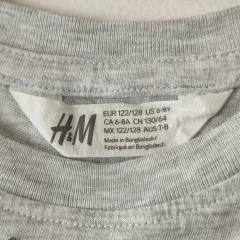 H&M
EUR 122/128 US 6-8Y
CA 6-8A CN 130/64
MX 122/128 AUS 7-8
Made in Bangladesh /
Fabriqué en Bangladesh